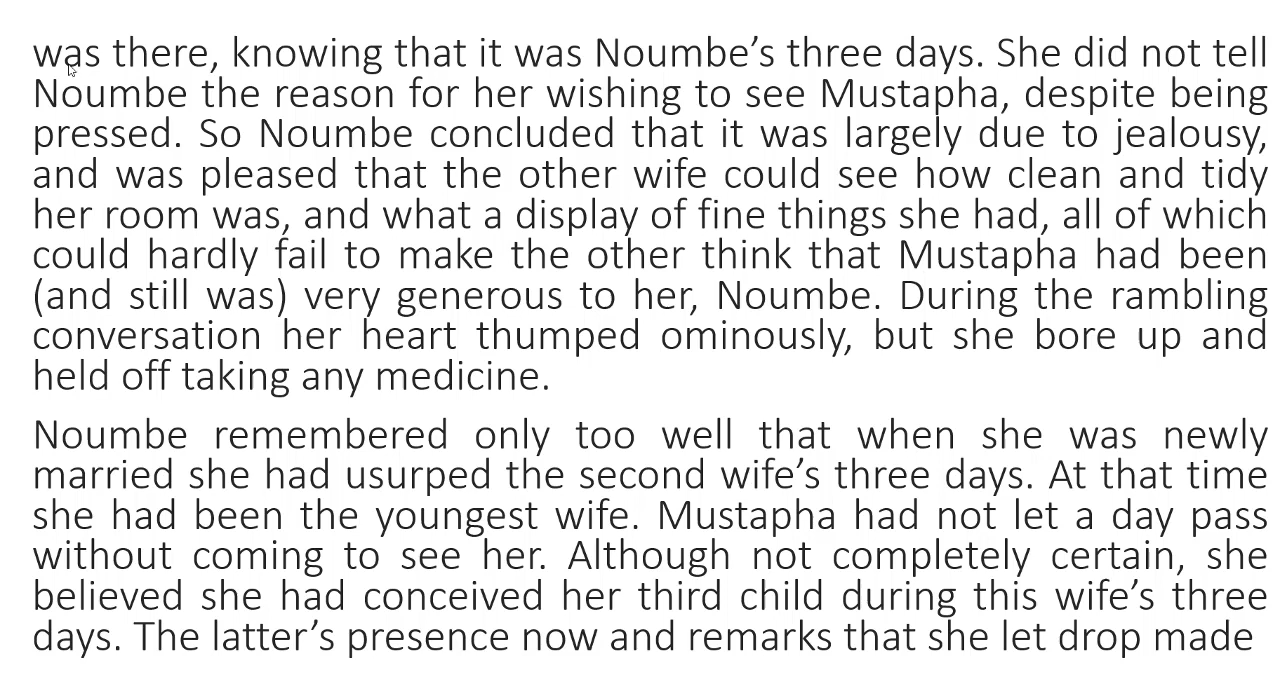 was there, knowing that it was Noumbe’s three days. She did not tell
Noumbe the reason for her wishing to see Mustapha, despite being
pressed. So Noumbe concluded that it was largely due to jealousy,
and was pleased that the other wife could see how clean and tidy
her room was, and what a display of fine things she had, all of which
could hardly fail to make the other think that Mustapha had been
(and still was) very generous to her, Noumbe. During the rambling
conversation her heart thumped ominously, but she bore up and
held off taking any medicine.
Noumbe remembered only too well that when she was newly
married she had usurped the second wife’s three days. At that time
she had been the youngest wife. Mustapha had not let a day pass
without coming to see her. Although not completely certain, she
believed she had conceived her third child during this wife’s three
days. The latter’s presence now and remarks that she let drop made